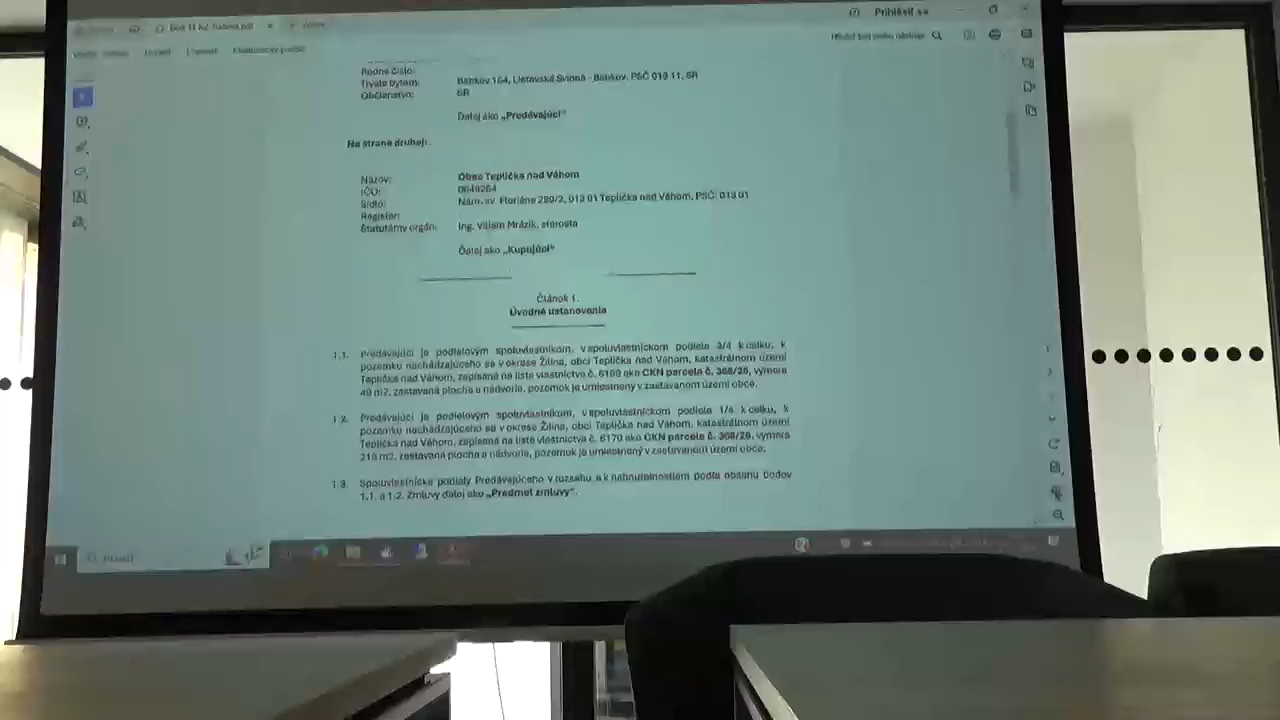 Prihlásiť sa
Rodné číslo:
Trvale bytom: Babkov 164, Lietavská Svinná - Babkov, PSČ 013 11, SR
Občianstvo: SR
Ďalej ako „Predávajúci“
Na strane druhej:
Názov: Obec Teplička nad Váhom
IČO:
Sídlo: Nám. sv. Floriána 290/2, 013 01 Teplička nad Váhom, PSČ: 013 01
Register:
Štatutárny orgán: Ing. Viliam Mrázik, starosta
Ďalej ako „Kupujúci“
Článok 1.
Úvodné ustanovenia
1.1. Predávajúci je podielovým spoluvlastníkom, v spoluvlastníckom podiele 3/4 k celku, k
pozemku nachádzajúceho sa v okrese Žilina, obci Teplička nad Váhom, katastrálnom území
Teplička nad Váhom, zapísaná na liste vlastníctva č. 6169 ako CKN parcela č. 368/25, výmera
49 m2, zastavaná plocha a nádvorie, pozemok je umiestnený v zastavanom území obce.
1.2. Predávajúci je podielovým spoluvlastníkom, v spoluvlastníckom podiele 1/4 k celku, k
pozemku nachádzajúceho sa v okrese Žilina, obci Teplička nad Váhom, katastrálnom území
Teplička nad Váhom, zapísaná na liste vlastníctva č. 6170 ako CKN parcela č. 368/26, výmera
218 m2, zastavaná plocha a nádvorie, pozemok je umiestnený v zastavanom území obce.
1.3. Spoluvlastnícke podiely Predávajúceho v rozsahu a k nehnuteľnostiam podľa obsahu bodov
1.1. a 1.2. Zmluvy ďalej ako „Predmet zmluvy“.